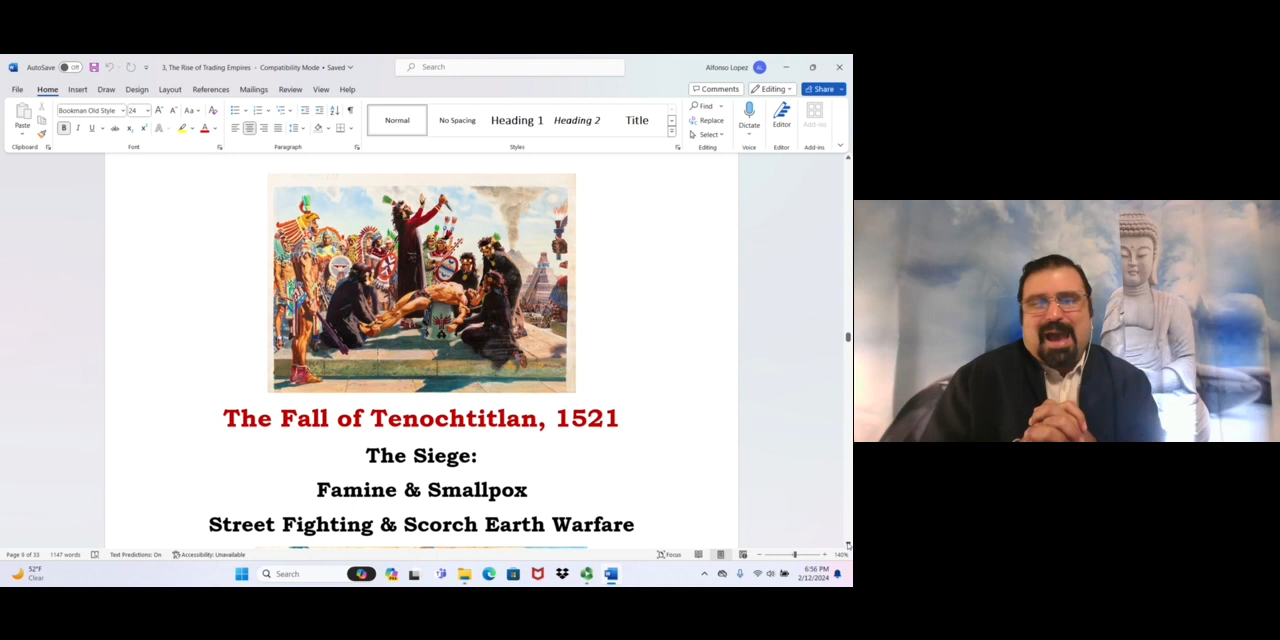 AutoSave Off 3, The Rise of Trading Empires - Compatibility Mode • Saved Search Alfonso Lopez AL
File Home Insert Draw Design Layout References Mailings Review View Help Comments Editing Share
Paste Bookman Old Style 24 Normal No Spacing Heading 1 Heading 2 Title Find Replace Select Dictate Editor Add-ins
Clipboard Font Paragraph Styles Editing Voice Editor Add-ins
The Fall of Tenochtitlan, 1521
The Siege:
Famine & Smallpox
Street Fighting & Scorch Earth Warfare
Page 9 of 33 1147 words Text Predictions: On Accessibility: Unavailable Focus 140%
52°F
Clear
Search
6:56 PM
2/12/2024